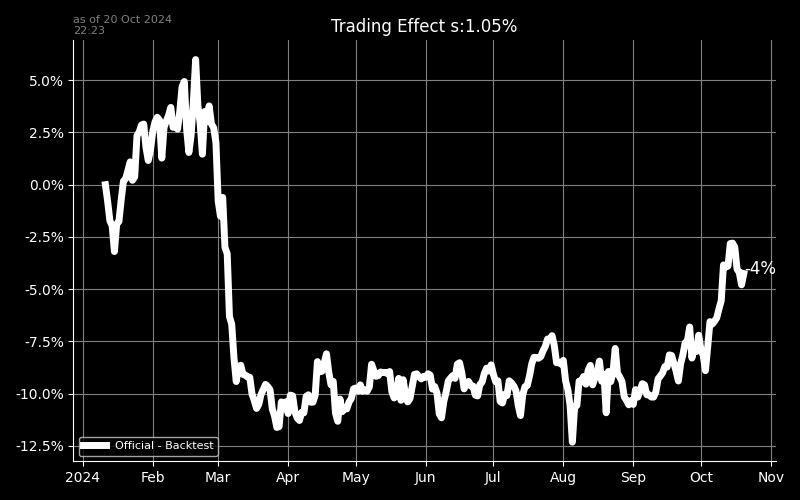 as of 20 Oct 2024
22:23
Trading Effect s:1.05%
5.0%
2.5%
0.0%
-2.5%
-5.0%
-7.5%
-10.0%
-12.5%
-4%
Official - Backtest
2024 Feb Mar Apr May Jun Jul Aug Sep Oct Nov